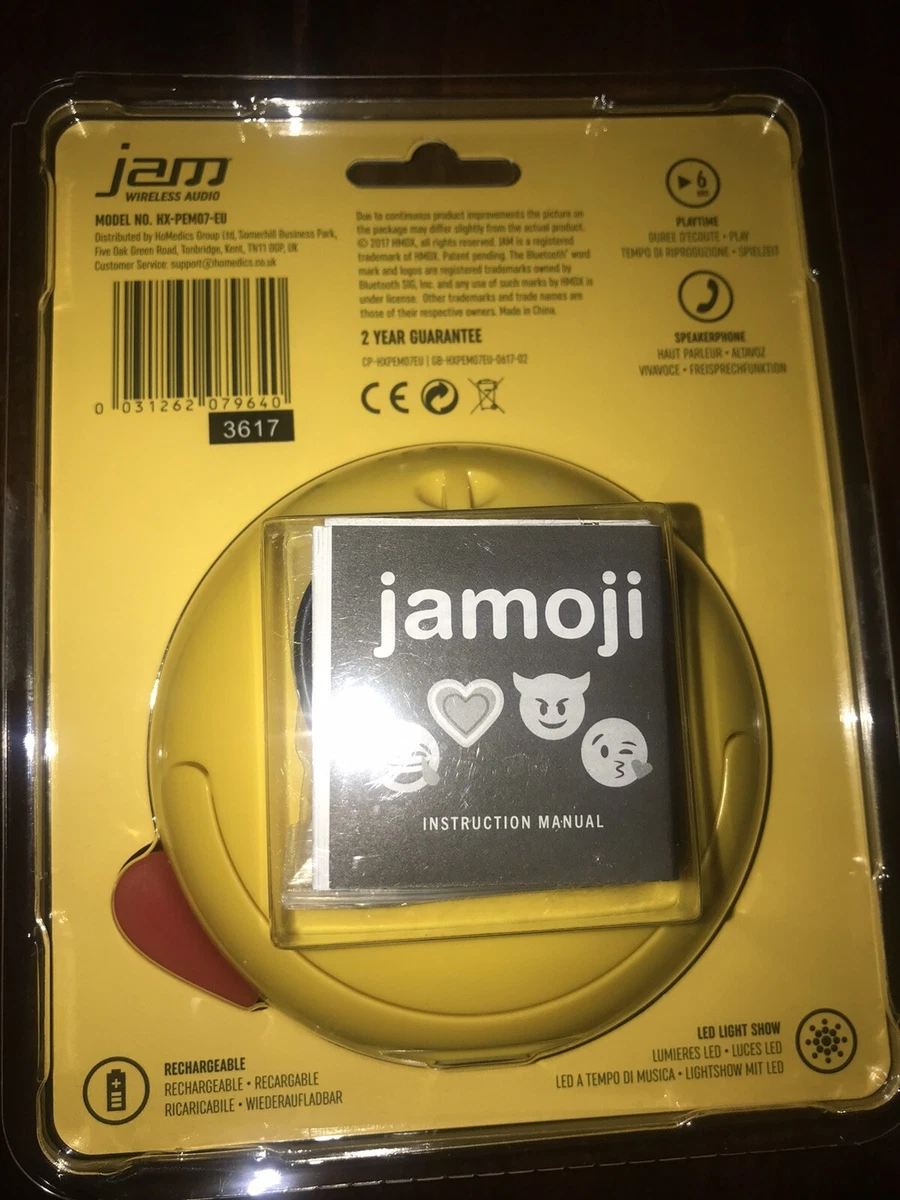 jam
WIRELESS AUDIO
MODEL NO. HX-PEM07-EU
Distributed by HoMedics Group Ltd, Somerhill Business Park,
Five Oak Green Road, Tonbridge, Kent, TN11 0GP, UK
Customer Service: support@homedics.co.uk
0 031262 079640
3617
Due to continuous product improvements the picture on
the package may differ slightly from the actual product.
© 2017 HMDX, all rights reserved. JAM is a registered
trademark of HMDX. Patent pending. The Bluetooth® word
mark and logos are registered trademarks owned by
Bluetooth SIG, Inc. and any use of such marks by HMDX is
under license. Other trademarks and trade names are
those of their respective owners. Made in China.
2 YEAR GUARANTEE
CP-HXPEM07EU | GB-HXPEM07EU-0617-02
CE
6
HRS
PLAYTIME
DUREE D'ECOUTE • PLAY
TEMPO DI RIPRODUZIONE • SPIELZEIT
SPEAKERPHONE
HAUT PARLEUR • ALTAVOZ
VIVAVOCE • FREISPRECHFUNKTION
jamoji
INSTRUCTION MANUAL
RECHARGEABLE
RECHARGEABLE • RECARGABLE
RICARICABILE • WIEDERAUFLADBAR
LED LIGHT SHOW
LUMIERES LED • LUCES LED
LED A TEMPO DI MUSICA • LIGHTSHOW MIT LED